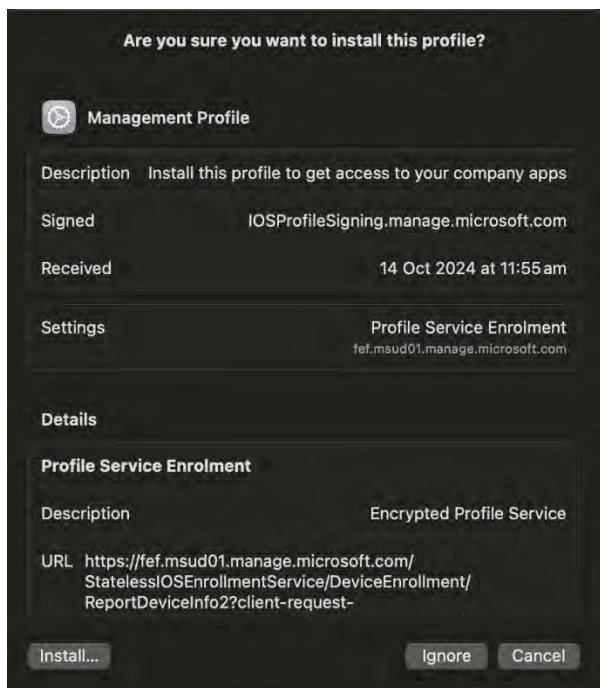 Are you sure you want to install this profile?
Management Profile
Description Install this profile to get access to your company apps
Signed IOSProfileSigning.manage.microsoft.com
Received 14 Oct 2024 at 11:55 am
Settings Profile Service Enrolment
fef.msud01.manage.microsoft.com
Details
Profile Service Enrolment
Description Encrypted Profile Service
URL https://fef.msud01.manage.microsoft.com/
StatelessIOSEnrollmentService/DeviceEnrollment/
ReportDeviceInfo2?client-request-
Install... Ignore Cancel